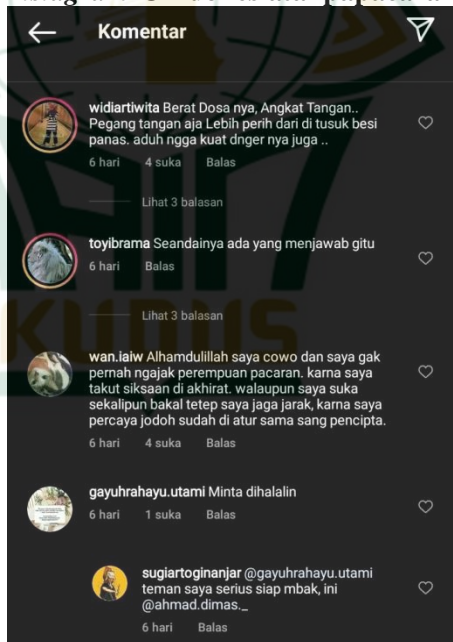 Komentar
widiartiwita Berat Dosa nya, Angkat Tangan..
Pegang tangan aja Lebih perih dari di tusuk besi
panas. aduh ngga kuat dnger nya juga ..
6 hari 4 suka Balas
Lihat 3 balasan
toyibrama Seandainya ada yang menjawab gitu
6 hari Balas
Lihat 3 balasan
wan.iaiw Alhamdulillah saya cowo dan saya gak
pernah ngajak perempuan pacaran. karna saya
takut siksaan di akhirat. walaupun saya suka
sekalipun bakal tetep saya jaga jarak, karna saya
percaya jodoh sudah di atur sama sang pencipta.
6 hari 4 suka Balas
gayuhrahayu.utami Minta dihalalin
6 hari 1 suka Balas
sugiartoginanjar @gayuhrahayu.utami
teman saya serius siap mbak, ini
@ahmad.dimas._
6 hari Balas
KUDUS